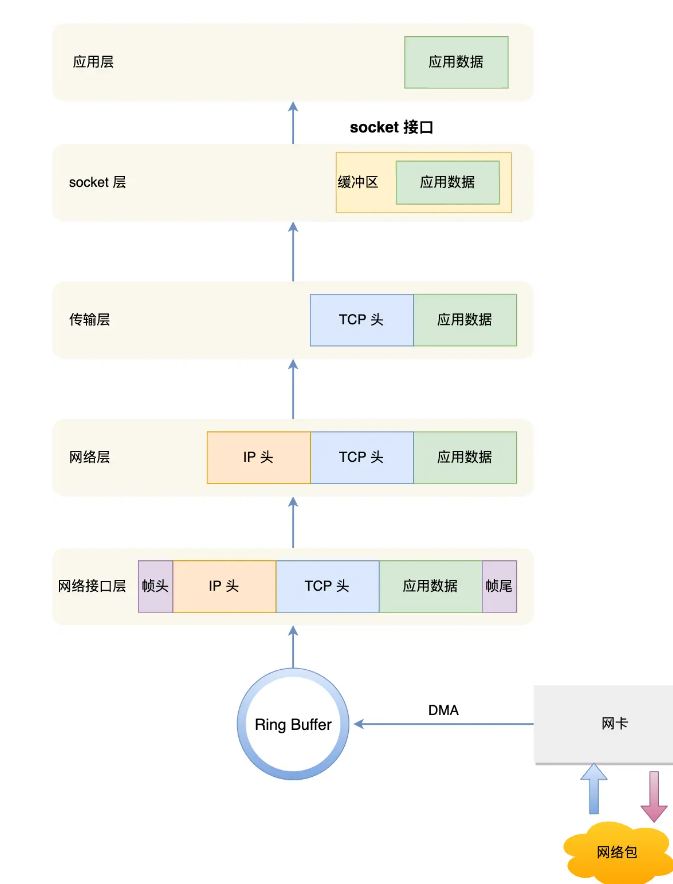 应用层
应用数据
socket 接口
socket 层
缓冲区
应用数据
传输层
TCP 头
应用数据
网络层
IP 头
TCP 头
应用数据
网络接口层
帧头
IP 头
TCP 头
应用数据
帧尾
Ring Buffer
DMA
网卡
网络包